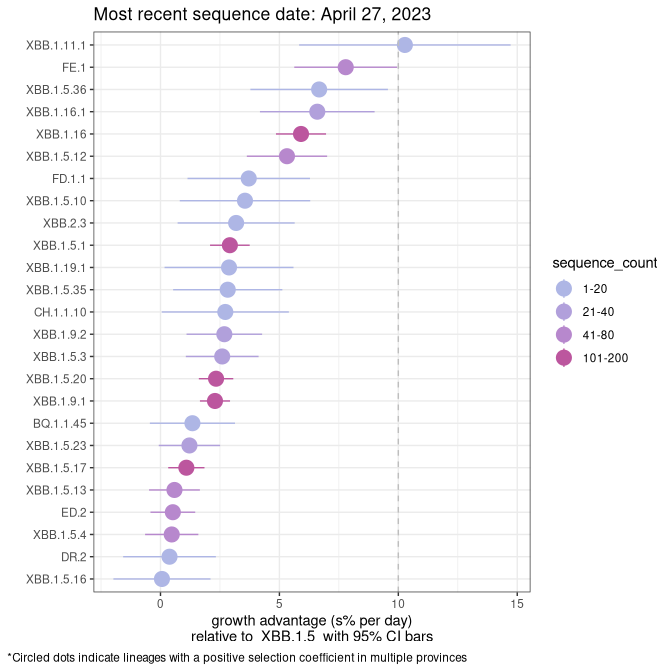 Most recent sequence date: April 27, 2023
XBB.1.11.1
FE.1
XBB.1.5.36
XBB.1.16.1
XBB.1.16
XBB.1.5.12
FD.1.1
XBB.1.5.10
XBB.2.3
XBB.1.5.1
XBB.1.19.1
XBB.1.5.35
CH.1.1.10
XBB.1.9.2
XBB.1.5.3
XBB.1.5.20
XBB.1.9.1
BQ.1.1.45
XBB.1.5.23
XBB.1.5.17
XBB.1.5.13
ED.2
XBB.1.5.4
DR.2
XBB.1.5.16
0 5 10 15
growth advantage (s% per day)
relative to XBB.1.5 with 95% CI bars
sequence_count
1-20
21-40
41-80
101-200
*Circled dots indicate lineages with a positive selection coefficient in multiple provinces